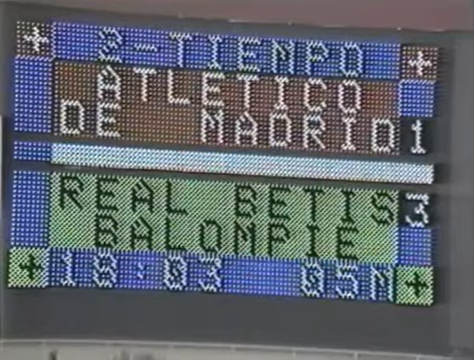 + 2-TIEMPO +
ATLETICO
DE MADRID 1
REAL BETIS 3
BALOMPIE
+ 18:03 05M +